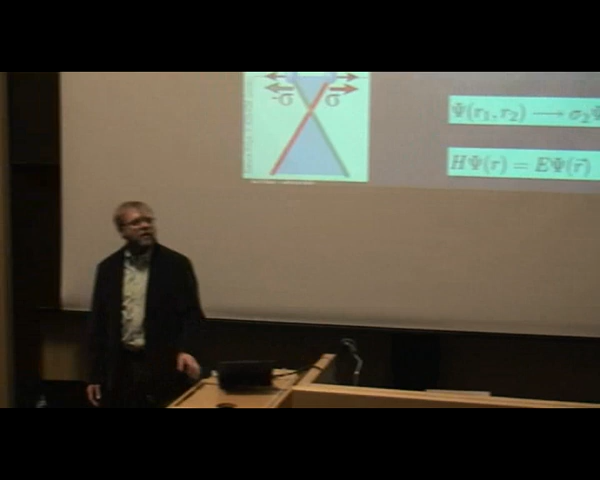 -σ σ
Ψ(r₁, r₂) ⟶ σ₂Ψ
HΨ(r) = EΨ(r⃗)